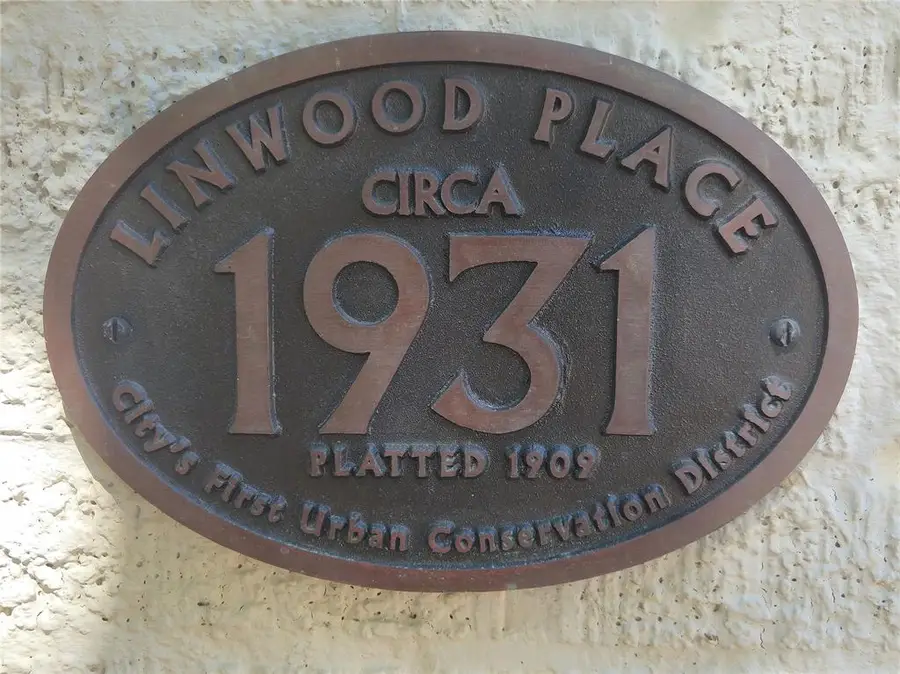 LINWOOD PLACE
CIRCA
1931
PLATTED 1909
City's First Urban Conservation District